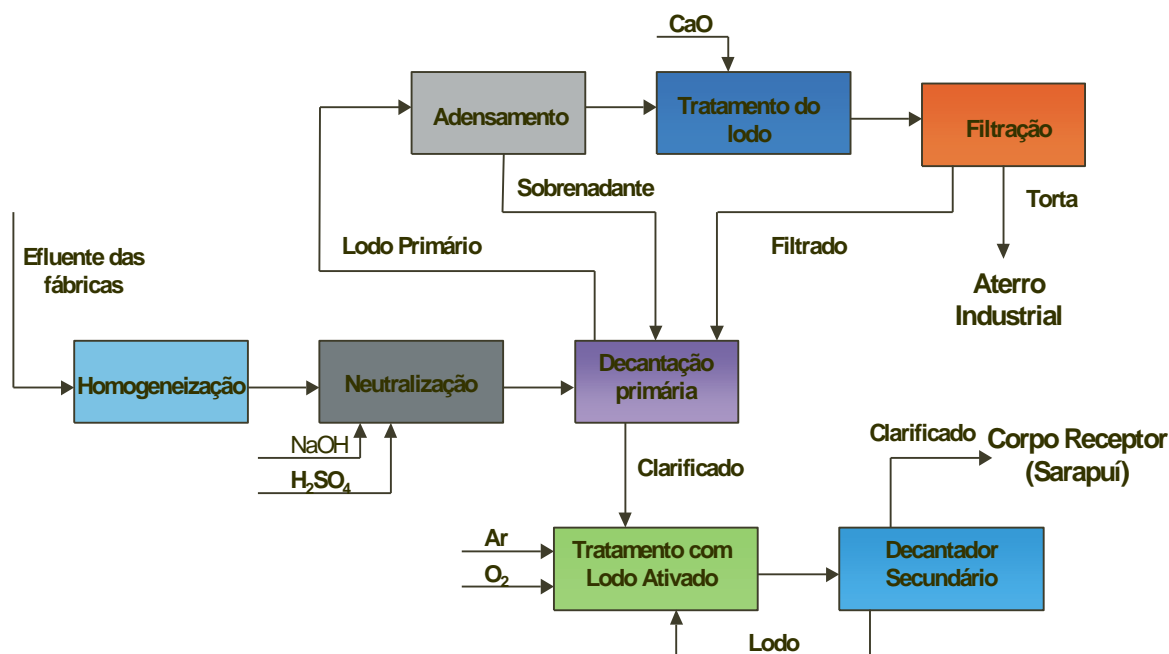 CaO
Adensamento
Tratamento do
lodo
Filtração
Sobrenadante
Torta
Efluente das
fábricas
Lodo Primário
Filtrado
Aterro
Industrial
Homogeneização
Neutralização
Decantação
primária
NaOH
H₂SO₄
Clarificado
Clarificado
Corpo Receptor
(Sarapuí)
Ar
O₂
Tratamento com
Lodo Ativado
Decantador
Secundário
Lodo